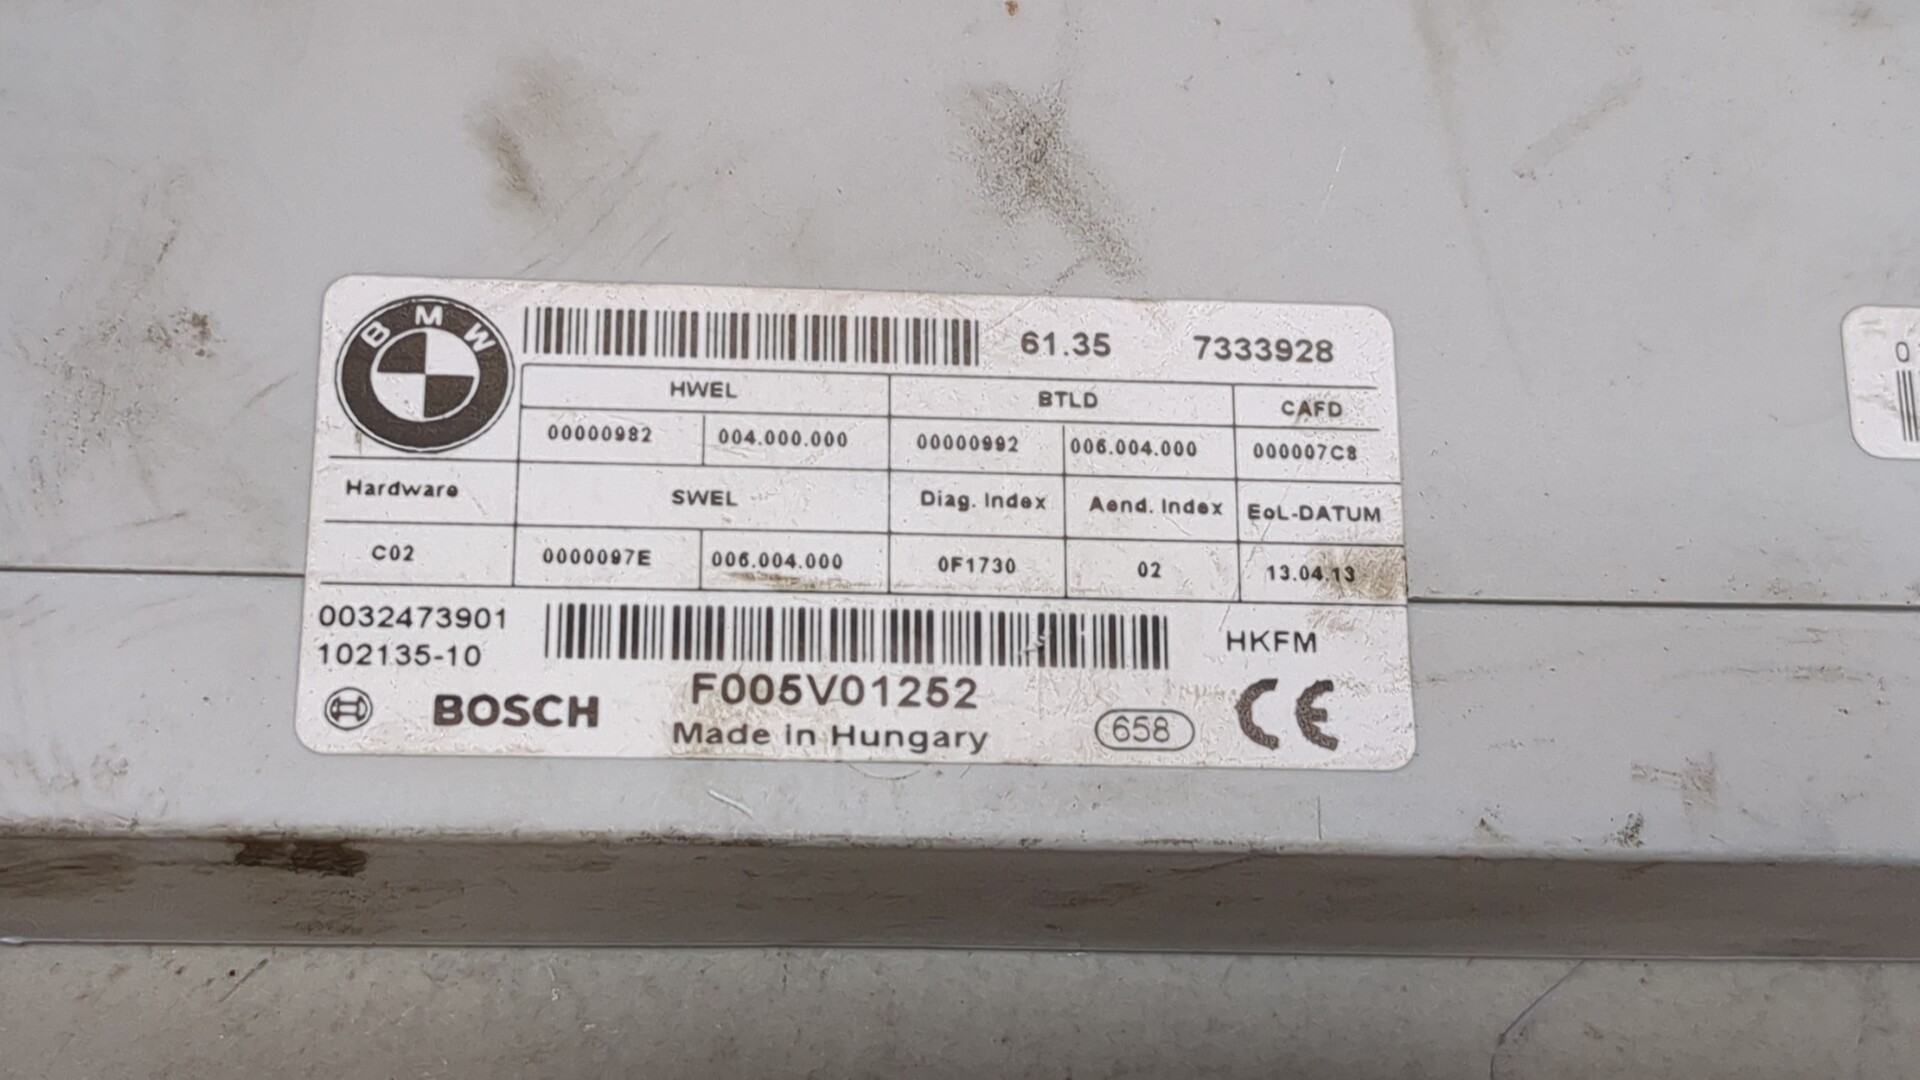 BMW
61.35 7333928
HWEL BTLD CAFD
00000982 004.000.000 00000992 006.004.000 000007C8
Hardware SWEL Diag. Index Aend. Index EoL-DATUM
C02 0000097E 006.004.000 0F1730 02 13.04.13
0032473901
102135-10
HKFM
BOSCH
F005V01252
Made in Hungary
658
CE
0